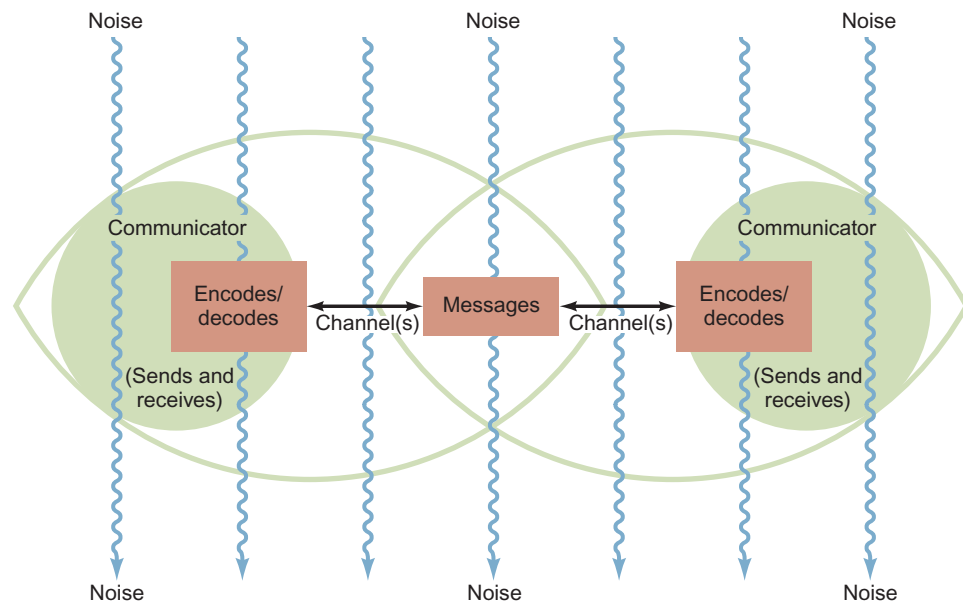 Noise
Noise
Noise
Communicator
Communicator
Encodes/
decodes
Channel(s)
Messages
Channel(s)
Encodes/
decodes
(Sends and
receives)
(Sends and
receives)
Noise
Noise
Noise